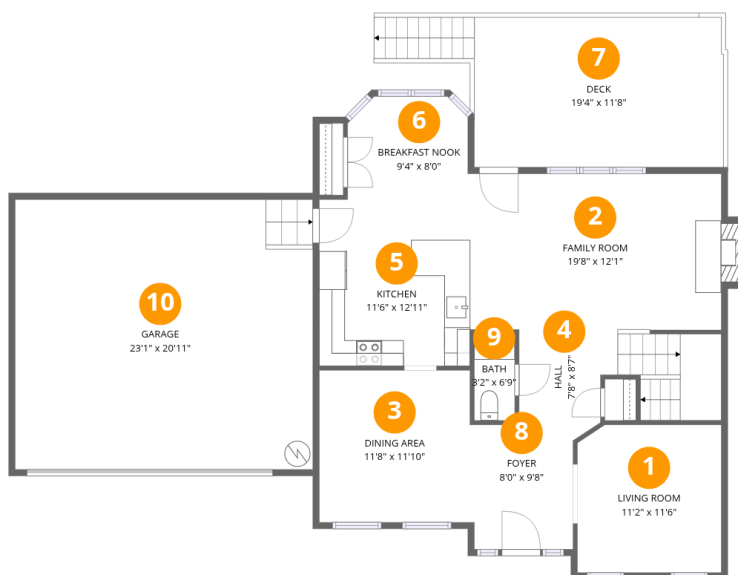 7
DECK
19'4" x 11'8"
6
BREAKFAST NOOK
9'4" x 8'0"
2
FAMILY ROOM
19'8" x 12'1"
5
KITCHEN
11'6" x 12'11"
10
GARAGE
23'1" x 20'11"
4
HALL
7'8" x 8'7"
9
BATH
3'2" x 6'9"
3
DINING AREA
11'8" x 11'10"
8
FOYER
8'0" x 9'8"
1
LIVING ROOM
11'2" x 11'6"